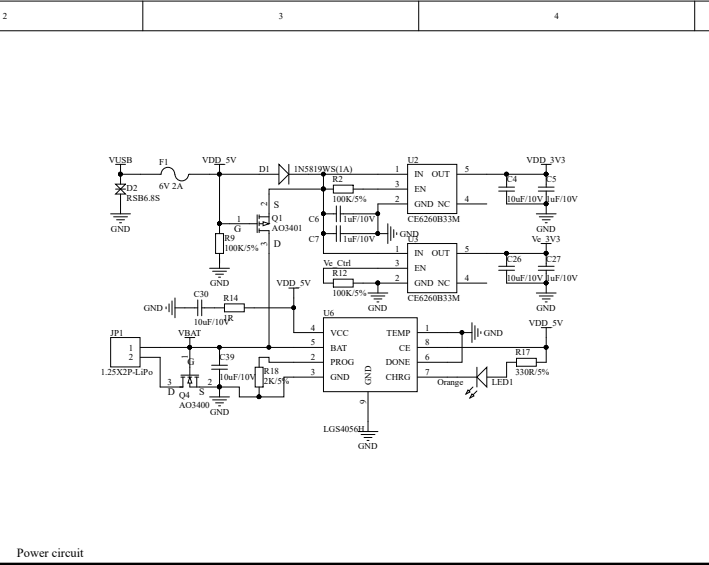 2
3
4
VUSB
F1
6V 2A
VDD_5V
D2
RSB6.8S
GND
D1
1N5819WS(1A)
R2
100K/5%
U2
1
IN
OUT
5
3
EN
2
GND
NC
4
CE6260B33M
VDD_3V3
C4
10uF/10V
C5
1uF/10V
GND
2
S
1
G
Q1
AO3401
3
D
R9
100K/5%
GND
C6
1uF/10V
C7
1uF/10V
GND
U3
1
IN
OUT
5
3
EN
2
GND
NC
4
CE6260B33M
Ve_3V3
C26
10uF/10V
C27
1uF/10V
GND
Ve_Ctrl
R12
100K/5%
GND
VDD_5V
GND
C30
10uF/10V
R14
1R
JP1
1
2
1.25X2P-LiPo
VBAT
1
G
3
D
S
2
Q4
AO3400
C39
10uF/10V
GND
R18
2K/5%
U6
4
VCC
5
BAT
2
PROG
3
GND
TEMP
1
CE
8
DONE
6
CHRG
7
GND
9
LGS4056H
GND
GND
VDD_5V
R17
330R/5%
Orange
LED1
Power circuit